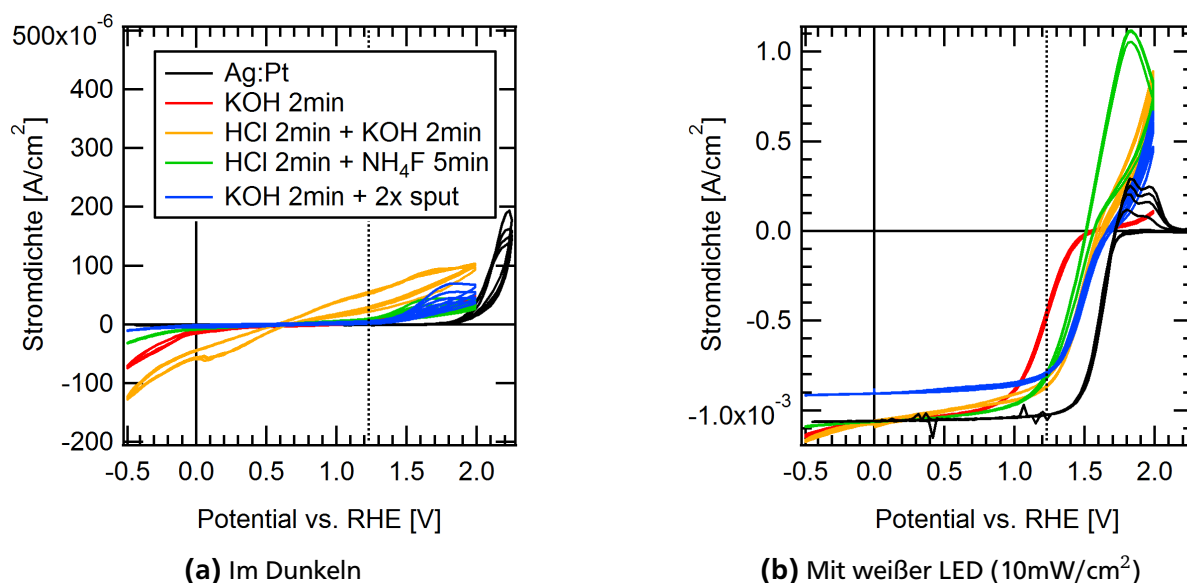 500x10⁻⁶
400
300
200
100
0
-100
-200
Stromdichte [A/cm²]
Ag:Pt
KOH 2min
HCl 2min + KOH 2min
HCl 2min + NH₄F 5min
KOH 2min + 2x sput
-0.5 0.0 0.5 1.0 1.5 2.0
Potential vs. RHE [V]
(a) Im Dunkeln
1.0
0.5
0.0
-0.5
-1.0x10⁻³
Stromdichte [A/cm²]
-0.5 0.0 0.5 1.0 1.5 2.0
Potential vs. RHE [V]
(b) Mit weißer LED (10mW/cm²)